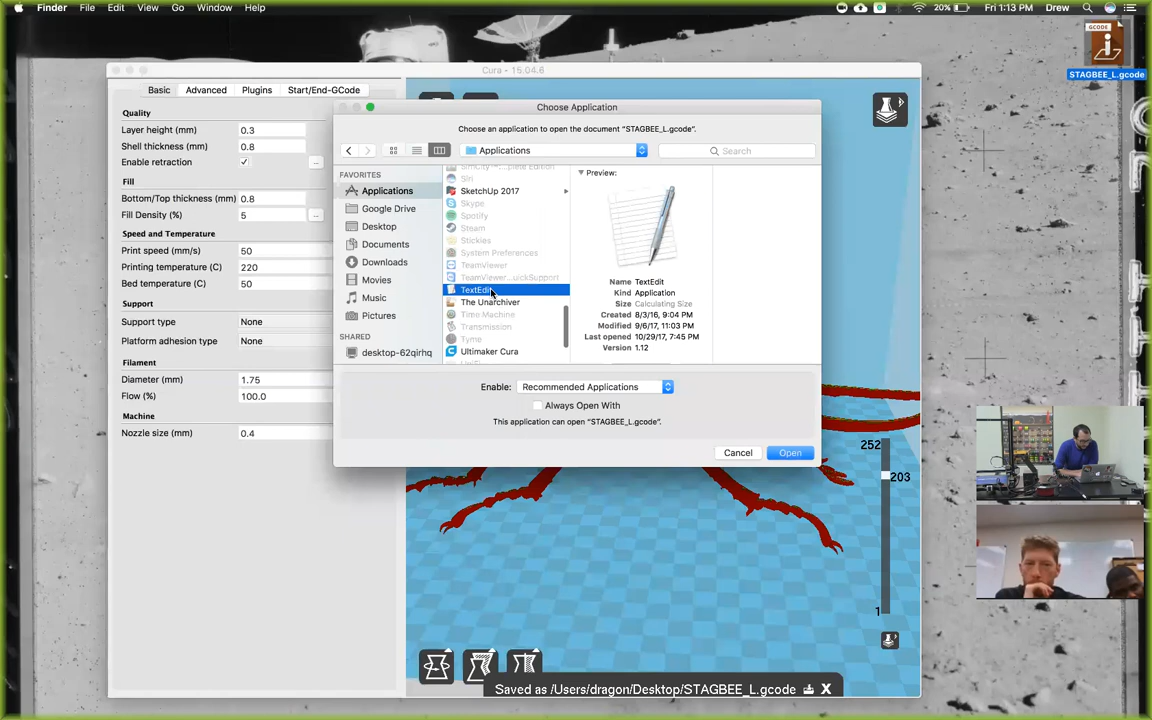 Finder File Edit View Go Window Help
20% Fri 1:13 PM Drew
GCODE
STAGBEE_L.gcode
Cura - 15.04.6
Basic Advanced Plugins Start/End-GCode
Quality
Layer height (mm) 0.3
Shell thickness (mm) 0.8
Enable retraction ...
Fill
Bottom/Top thickness (mm) 0.8
Fill Density (%) 5 ...
Speed and Temperature
Print speed (mm/s) 50
Printing temperature (C) 220
Bed temperature (C) 50
Support
Support type None
Platform adhesion type None
Filament
Diameter (mm) 1.75
Flow (%) 100.0
Machine
Nozzle size (mm) 0.4
Choose Application
Choose an application to open the document “STAGBEE_L.gcode”.
Applications
Search
FAVORITES
Applications
Google Drive
Desktop
Documents
Downloads
Movies
Music
Pictures
SHARED
desktop-62qirhq
Siri
SketchUp 2017
Skype
Spotify
Steam
Stickies
System Preferences
TeamViewer
TeamViewer...uickSupport
TextEdit
The Unarchiver
Time Machine
Transmission
Tyme
Ultimaker Cura
Preview:
Name TextEdit
Kind Application
Size Calculating Size
Created 8/3/16, 9:04 PM
Modified 9/6/17, 11:03 PM
Last opened 10/29/17, 7:45 PM
Version 1.12
Enable: Recommended Applications
Always Open With
This application can open “STAGBEE_L.gcode”.
Cancel Open
252
203
1
Saved as /Users/dragon/Desktop/STAGBEE_L.gcode X